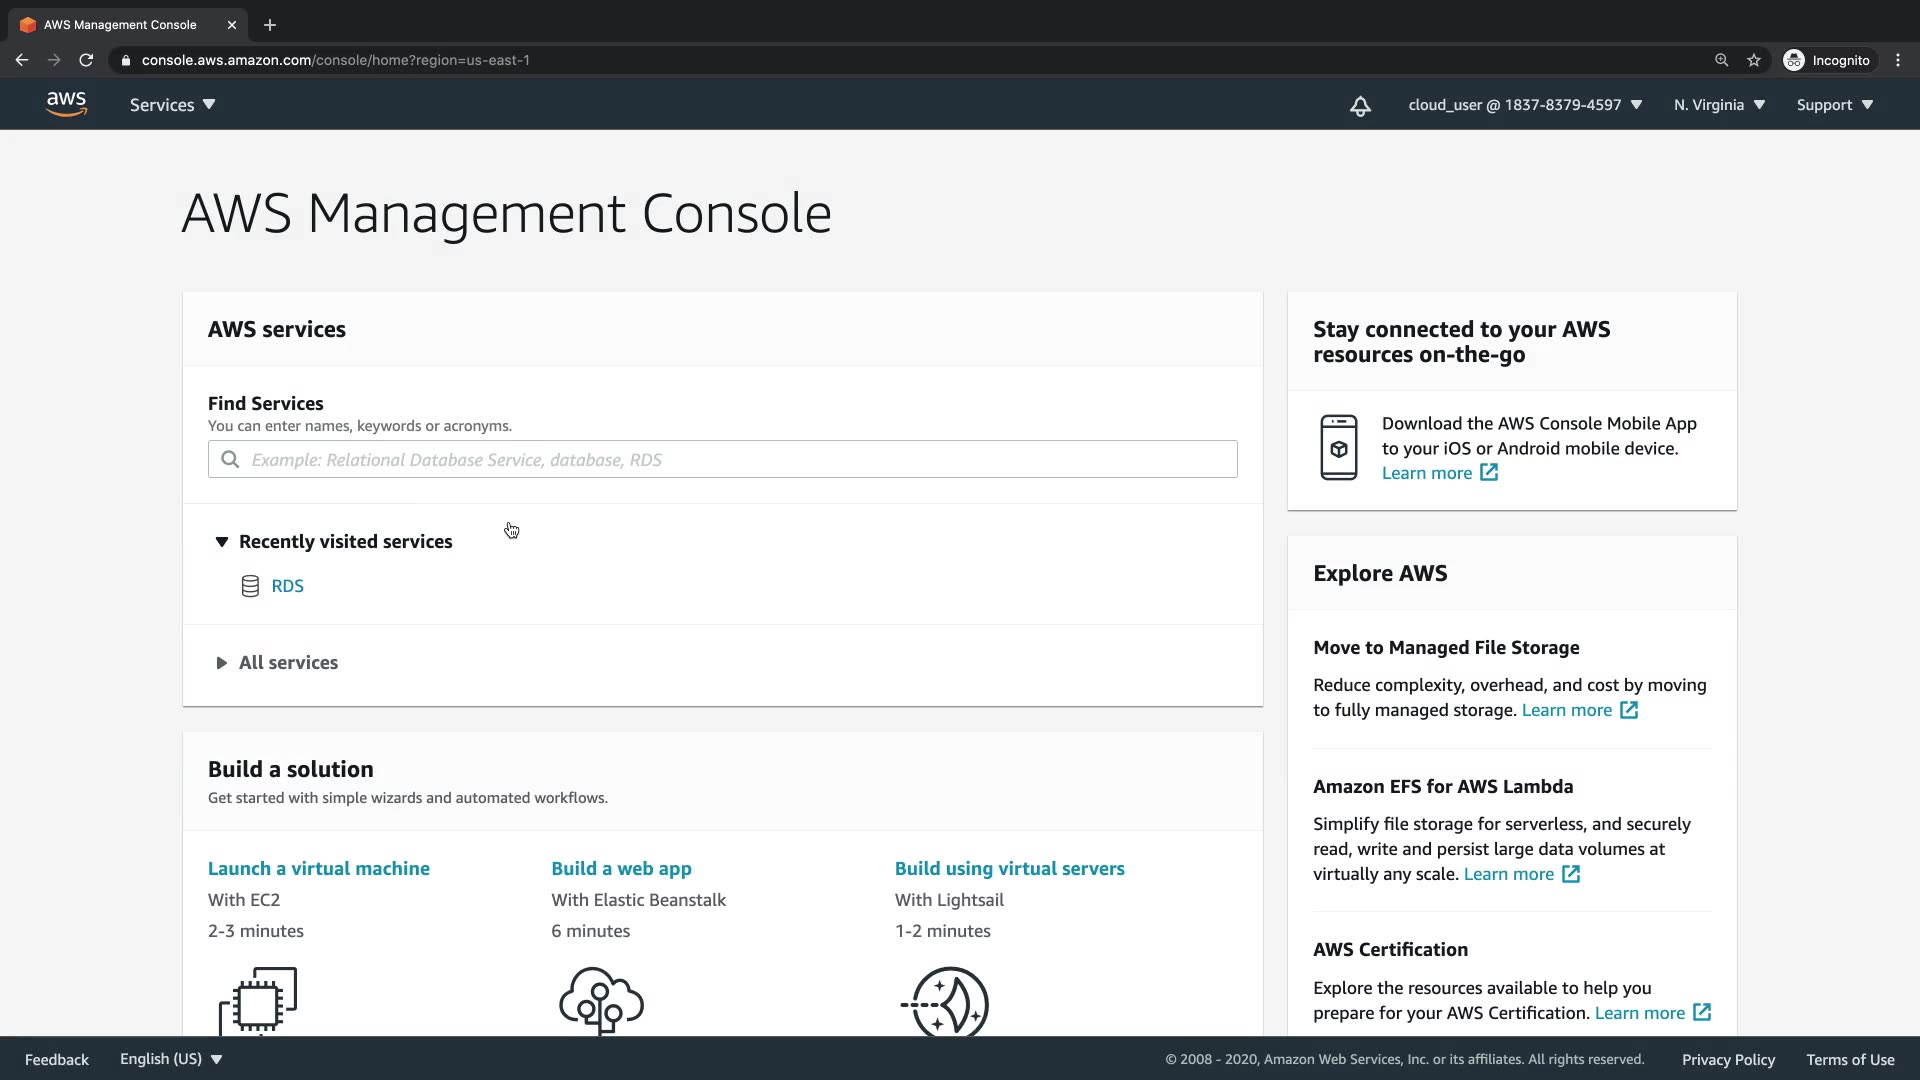 AWS Management Console
console.aws.amazon.com/console/home?region=us-east-1
Incognito
aws
Services
cloud_user @ 1837-8379-4597
N. Virginia
Support
AWS Management Console
AWS services
Find Services
You can enter names, keywords or acronyms.
Example: Relational Database Service, database, RDS
Recently visited services
RDS
All services
Build a solution
Get started with simple wizards and automated workflows.
Launch a virtual machine
With EC2
2-3 minutes
Build a web app
With Elastic Beanstalk
6 minutes
Build using virtual servers
With Lightsail
1-2 minutes
Stay connected to your AWS
resources on-the-go
Download the AWS Console Mobile App
to your iOS or Android mobile device.
Learn more
Explore AWS
Move to Managed File Storage
Reduce complexity, overhead, and cost by moving
to fully managed storage. Learn more
Amazon EFS for AWS Lambda
Simplify file storage for serverless, and securely
read, write and persist large data volumes at
virtually any scale. Learn more
AWS Certification
Explore the resources available to help you
prepare for your AWS Certification. Learn more
Feedback
English (US)
© 2008 - 2020, Amazon Web Services, Inc. or its affiliates. All rights reserved.
Privacy Policy
Terms of Use